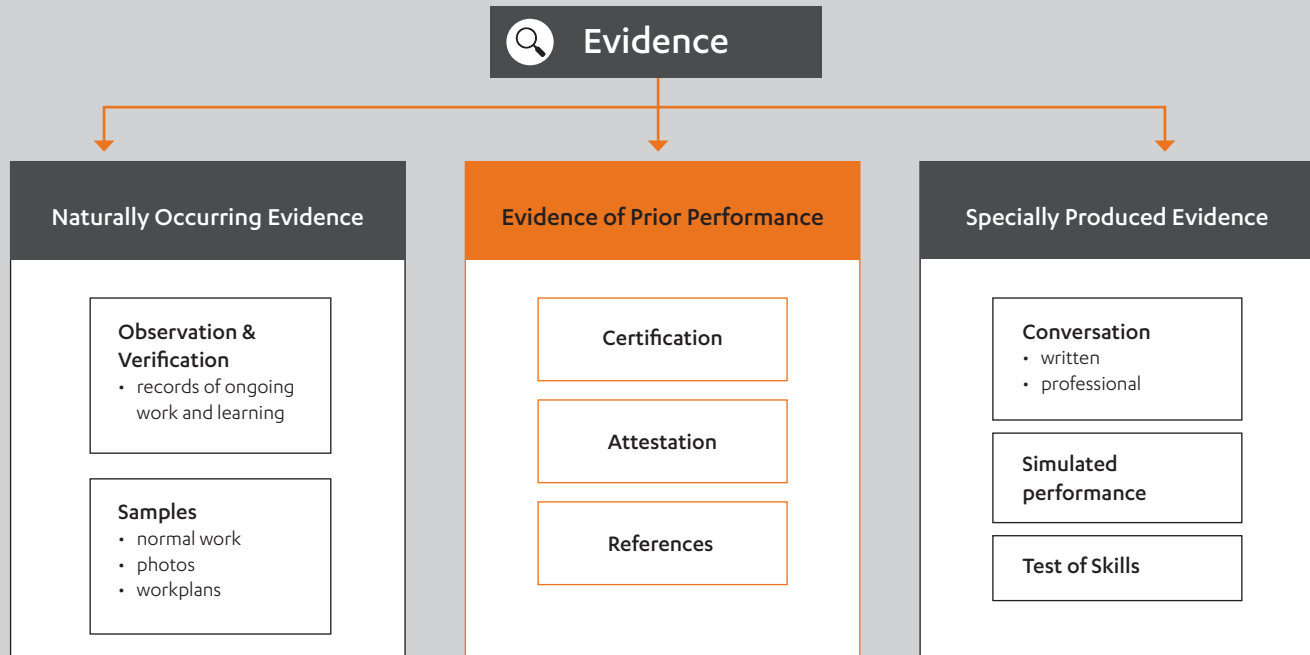 Evidence
Naturally Occurring Evidence
Observation &
Verification
• records of ongoing
work and learning
Samples
• normal work
• photos
• workplans
Evidence of Prior Performance
Certification
Attestation
References
Specially Produced Evidence
Conversation
• written
• professional
Simulated
performance
Test of Skills